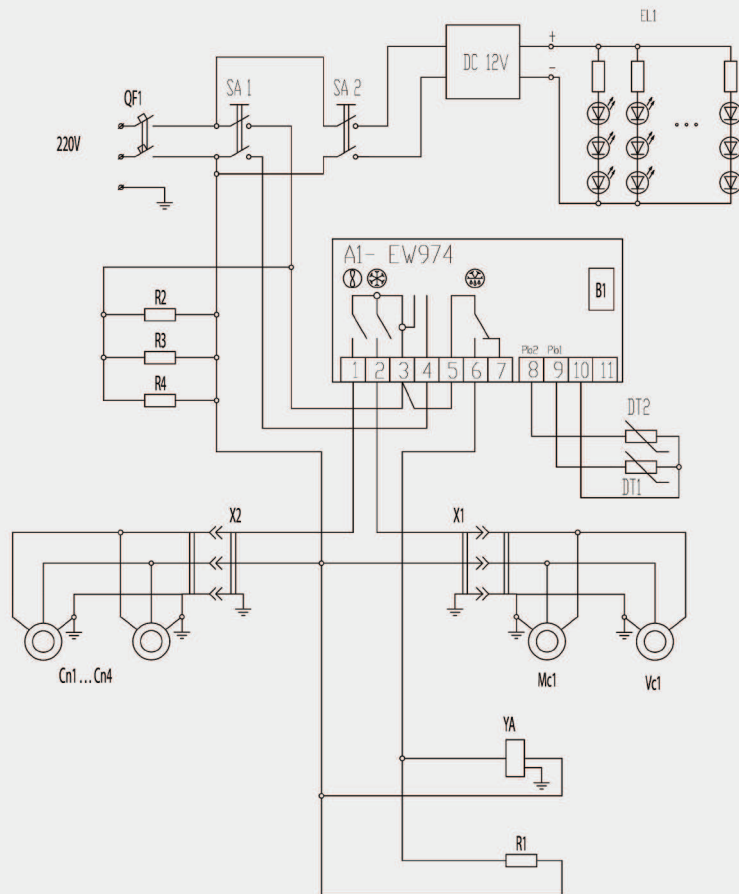 EL1
DC 12V
+
−
SA 1
SA 2
QF1
220V
A1- EW974
B1
R2
R3
R4
Pb2 Pb1
1 2 3 4 5 6 7 8 9 10 11
DT2
DT1
X2
X1
Cn1...Cn4
Mc1
Vc1
YA
R1